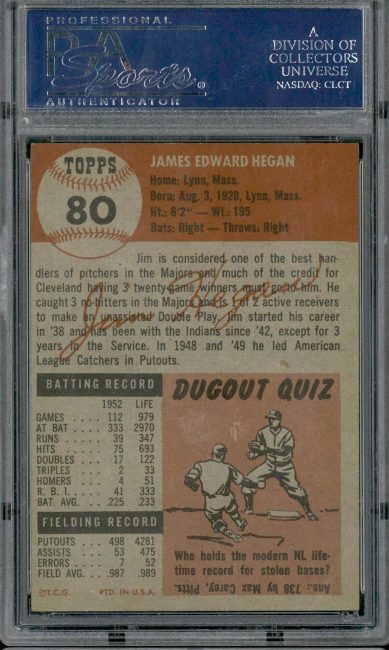 PROFESSIONAL
PSA
Sports
AUTHENTICATOR
A
DIVISION OF
COLLECTORS
UNIVERSE
NASDAQ: CLCT
TOPPS
80
JAMES EDWARD HEGAN
Home: Lynn, Mass.
Born: Aug. 3, 1920, Lynn, Mass.
Ht.: 6'2" — Wt.: 195
Bats: Right — Throws: Right
Jim is considered one of the best han-
dlers of pitchers in the Majors and much of the credit for
Cleveland having 3 twenty-game winners must go to him. He
caught 3 no-hitters in the Majors and is 1 of 2 active receivers
to make an unassisted Double Play. Jim started his career
in '38 and has been with the Indians since '42, except for 3
years in the Service. In 1948 and '49 he led American
League Catchers in Putouts.
James E. Hegan
BATTING RECORD
1952 LIFE
GAMES . . . . 112 979
AT BAT . . . . 333 2970
RUNS . . . . 39 347
HITS . . . . 75 693
DOUBLES . . . 17 122
TRIPLES . . . 2 33
HOMERS . . . 4 51
R. B. I. . . . . 41 333
BAT. AVG. . . .225 .233
FIELDING RECORD
PUTOUTS . . . 498 4281
ASSISTS . . . 53 475
ERRORS . . . 7 52
FIELD AVG. . . .987 .989
©T.C.G. PTD. IN U.S.A.
DUGOUT QUIZ
Who holds the modern NL life-
time record for stolen bases?
Ans.: 738 by Max Carey, Pitts.